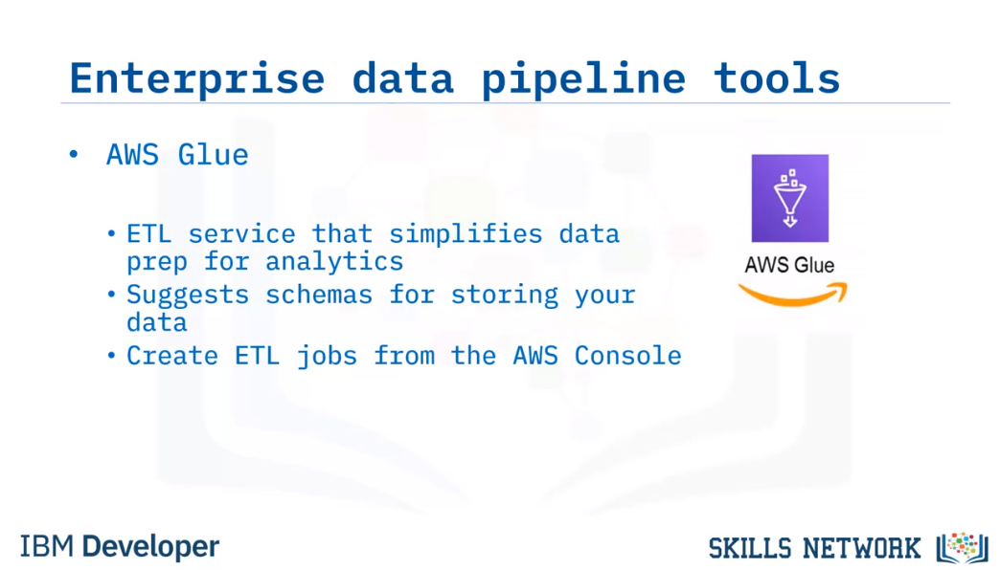 Enterprise data pipeline tools
• AWS Glue
• ETL service that simplifies data
prep for analytics
• Suggests schemas for storing your
data
• Create ETL jobs from the AWS Console
AWS Glue
IBM Developer
SKILLS NETWORK